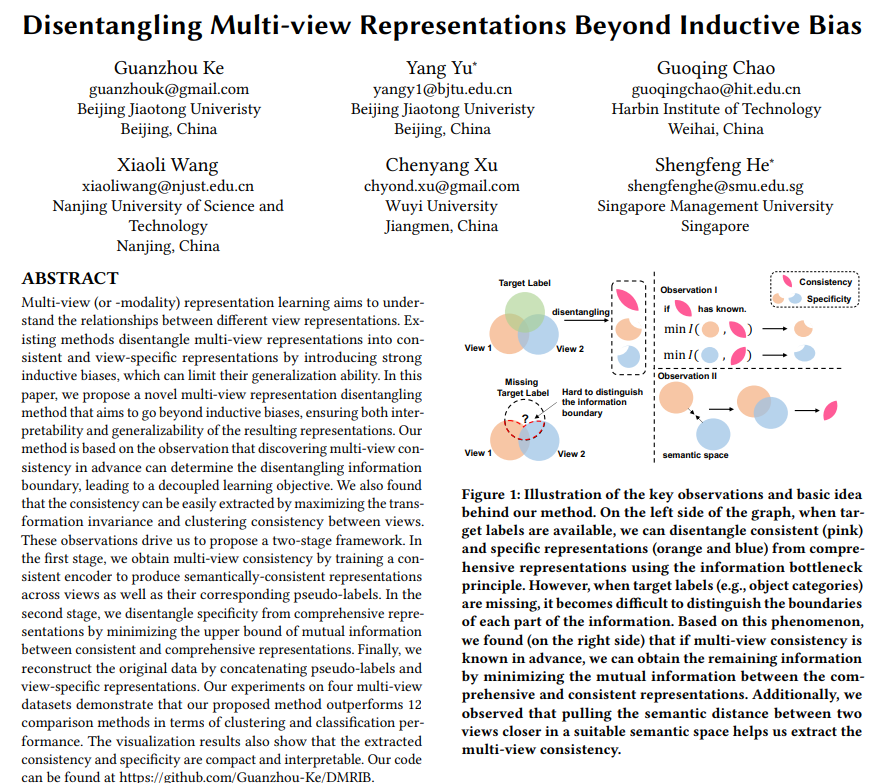 Disentangling Multi-view Representations Beyond Inductive Bias
Guanzhou Ke
guanzhouk@gmail.com
Beijing Jiaotong Univeristy
Beijing, China
Yang Yu*
yangy1@bjtu.edu.cn
Beijing Jiaotong Univeristy
Beijing, China
Guoqing Chao
guoqingchao@hit.edu.cn
Harbin Institute of Technology
Weihai, China
Xiaoli Wang
xiaoliwang@njust.edu.cn
Nanjing University of Science and
Technology
Nanjing, China
Chenyang Xu
chyond.xu@gmail.com
Wuyi University
Jiangmen, China
Shengfeng He*
shengfenghe@smu.edu.sg
Singapore Management University
Singapore
ABSTRACT
Multi-view (or -modality) representation learning aims to under-
stand the relationships between different view representations. Ex-
isting methods disentangle multi-view representations into con-
sistent and view-specific representations by introducing strong
inductive biases, which can limit their generalization ability. In this
paper, we propose a novel multi-view representation disentangling
method that aims to go beyond inductive biases, ensuring both inter-
pretability and generalizability of the resulting representations. Our
method is based on the observation that discovering multi-view con-
sistency in advance can determine the disentangling information
boundary, leading to a decoupled learning objective. We also found
that the consistency can be easily extracted by maximizing the trans-
formation invariance and clustering consistency between views.
These observations drive us to propose a two-stage framework. In
the first stage, we obtain multi-view consistency by training a con-
sistent encoder to produce semantically-consistent representations
across views as well as their corresponding pseudo-labels. In the
second stage, we disentangle specificity from comprehensive repre-
sentations by minimizing the upper bound of mutual information
between consistent and comprehensive representations. Finally, we
reconstruct the original data by concatenating pseudo-labels and
view-specific representations. Our experiments on four multi-view
datasets demonstrate that our proposed method outperforms 12
comparison methods in terms of clustering and classification per-
formance. The visualization results also show that the extracted
consistency and specificity are compact and interpretable. Our code
can be found at https://github.com/Guanzhou-Ke/DMRIB.
Target Label
disentangling
View 1
View 2
Missing
Target Label
Hard to distinguish
the information
boundary
?
View 1
View 2
Consistency
Specificity
Observation I
if has known.
min I( , )
min I( , )
Observation II
semantic space
Figure 1: Illustration of the key observations and basic idea
behind our method. On the left side of the graph, when tar-
get labels are available, we can disentangle consistent (pink)
and specific representations (orange and blue) from compre-
hensive representations using the information bottleneck
principle. However, when target labels (e.g., object categories)
are missing, it becomes difficult to distinguish the boundaries
of each part of the information. Based on this phenomenon,
we found (on the right side) that if multi-view consistency is
known in advance, we can obtain the remaining information
by minimizing the mutual information between the com-
prehensive and consistent representations. Additionally, we
observed that pulling the semantic distance between two
views closer in a suitable semantic space helps us extract the
multi-view consistency.